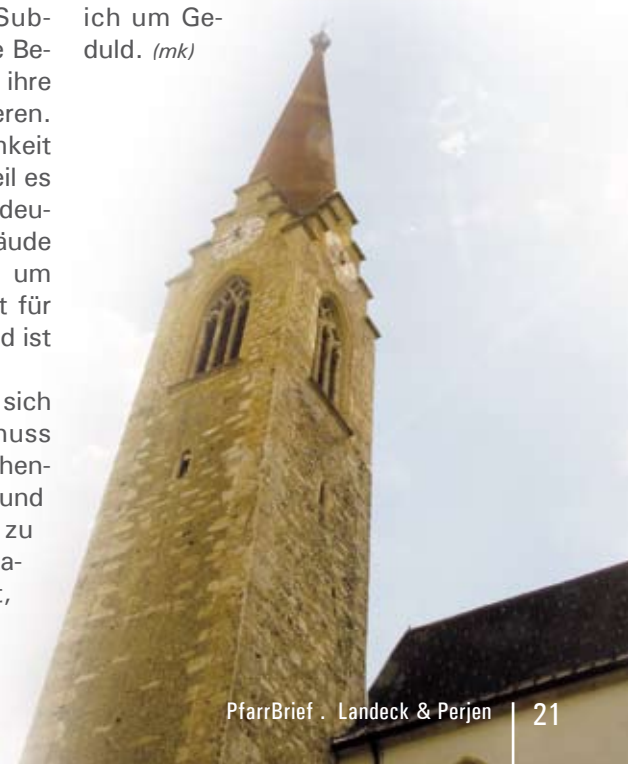 Sub-
e Be-
ihre
eren.
nkeit
eil es
deu-
äude
um
t für
d ist
sich
nuss
hen-
und
zu
a-
t,
ich um Ge-
duld. (mk)
PfarrBrief . Landeck & Perjen | 21